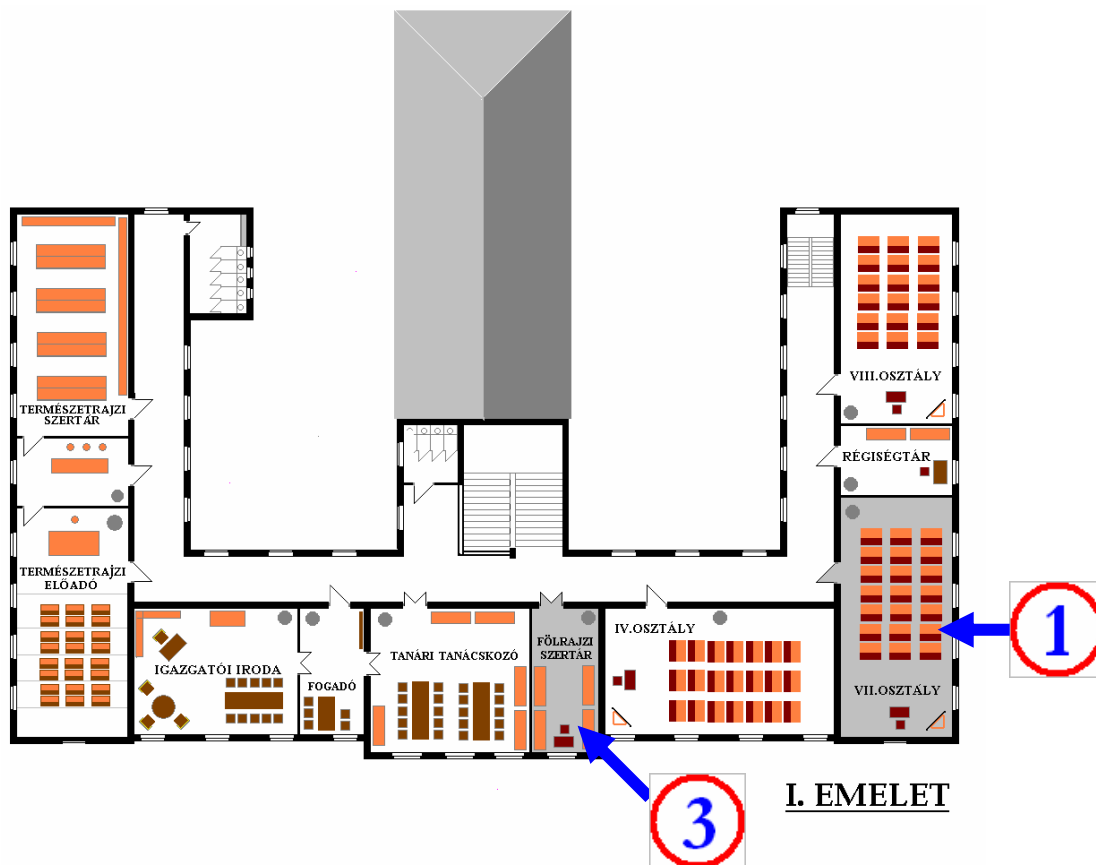 VIII.OSZTÁLY
TERMÉSZETRAJZI
SZERTÁR
RÉGISÉGTÁR
TERMÉSZETRAJZI
ELŐADÓ
1
IV.OSZTÁLY
FÖLRAJZI
SZERTÁR
TANÁRI TANÁCSKOZÓ
IGAZGATÓI IRODA
FOGADÓ
VII.OSZTÁLY
I. EMELET
3